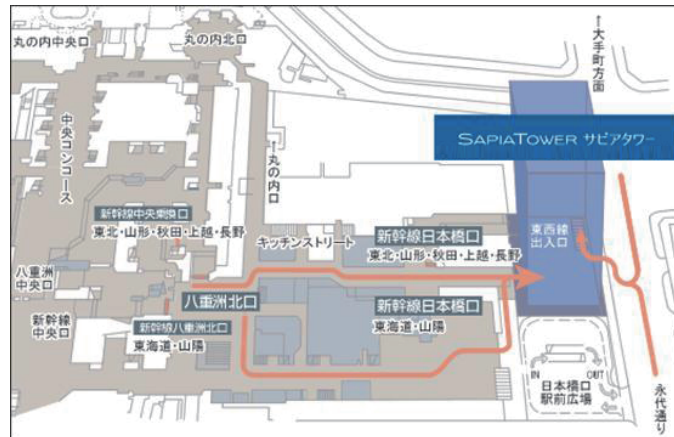 丸の内中央口
丸の内北口
↑大手町方面
SAPIATOWER サピアタワー
中央コンコース
↑丸の内口
新幹線中央乗換口
東北・山形・秋田・上越・長野
キッチンストリート
新幹線日本橋口
東北・山形・秋田・上越・長野
東西線
出入口
八重洲
中央口
八重洲北口
新幹線日本橋口
東海道・山陽
新幹線
中央口
新幹線八重洲北口
東海道・山陽
IN
OUT
日本橋口
駅前広場
永代通り